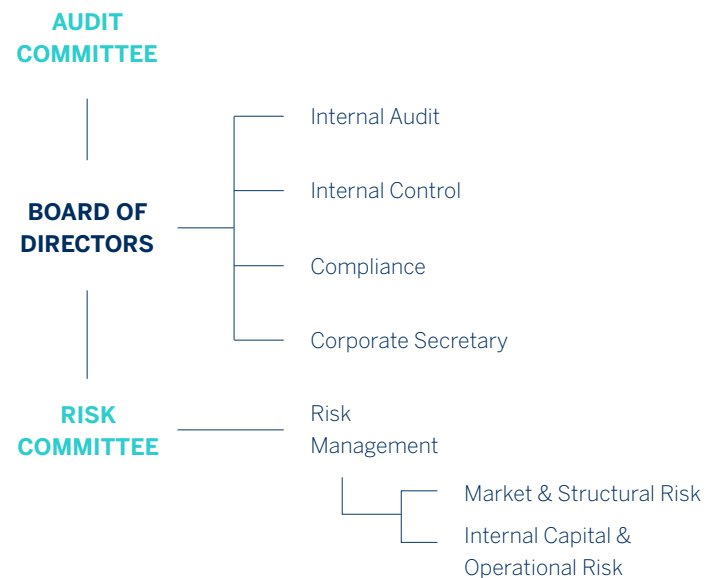 AUDIT
COMMITTEE
Internal Audit
Internal Control
BOARD OF
DIRECTORS
Compliance
Corporate Secretary
RISK
COMMITTEE
Risk
Management
Market & Structural Risk
Internal Capital &
Operational Risk